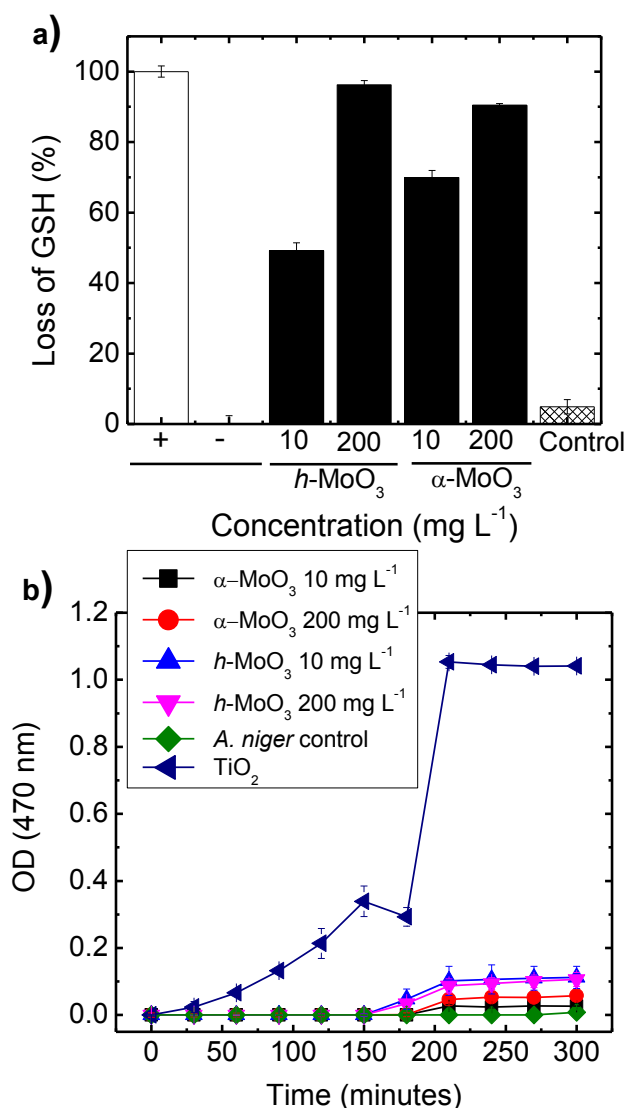 a)
Loss of GSH (%)
100
80
60
40
20
0
+ - 10 200 10 200 Control
h-MoO₃ α-MoO₃
Concentration (mg L⁻¹)
b)
α–MoO₃ 10 mg L⁻¹
α–MoO₃ 200 mg L⁻¹
h-MoO₃ 10 mg L⁻¹
h-MoO₃ 200 mg L⁻¹
A. niger control
TiO₂
OD (470 nm)
1.2
1.0
0.8
0.6
0.4
0.2
0.0
0 50 100 150 200 250 300
Time (minutes)